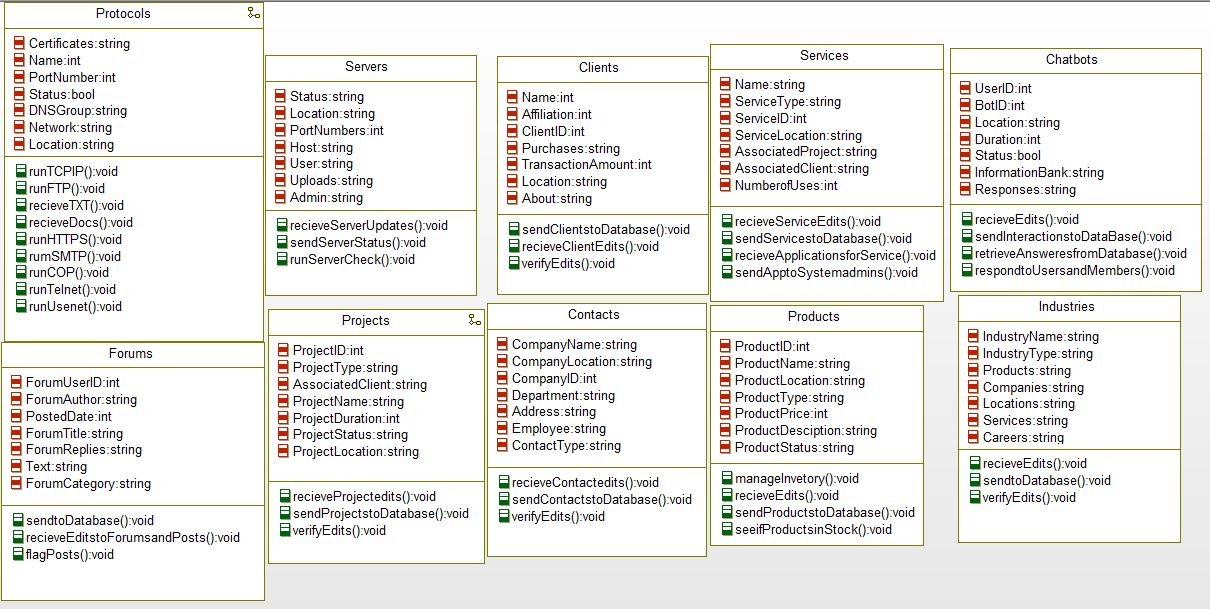 Protocols
Certificates:string
Name:int
PortNumber:int
Status:bool
DNSGroup:string
Network:string
Location:string
runTCPIP():void
runFTP():void
recieveTXT():void
recieveDocs():void
runHTTPS():void
rumSMTP():void
runCOP():void
runTelnet():void
runUsenet():void
Servers
Status:string
Location:string
PortNumbers:int
Host:string
User:string
Uploads:string
Admin:string
recieveServerUpdates():void
sendServerStatus():void
runServerCheck():void
Clients
Name:int
Affiliation:int
ClientID:int
Purchases:string
TransactionAmount:int
Location:string
About:string
sendClientstoDatabase():void
recieveClientEdits():void
verifyEdits():void
Services
Name:string
ServiceType:string
ServiceID:int
ServiceLocation:string
AssociatedProject:string
AssociatedClient:string
NumberofUses:int
recieveServiceEdits():void
sendServicestoDatabase():void
recieveApplicationsforService():void
sendApptoSystemadmins():void
Chatbots
UserID:int
BotID:int
Location:string
Duration:int
Status:bool
InformationBank:string
Responses:string
recieveEdits():void
sendInteractionstoDataBase():void
retrieveAnsweresfromDatabase():void
respondtoUsersandMembers():void
Forums
ForumUserID:int
ForumAuthor:string
PostedDate:int
ForumTitle:string
ForumReplies:string
Text:string
ForumCategory:string
sendtoDatabase():void
recieveEditstoForumsandPosts():void
flagPosts():void
Projects
ProjectID:int
ProjectType:string
AssociatedClient:string
ProjectName:string
ProjectDuration:int
ProjectStatus:string
ProjectLocation:string
recieveProjectedits():void
sendProjectstoDatabase():void
verifyEdits():void
Contacts
CompanyName:string
CompanyLocation:string
CompanyID:int
Department:string
Address:string
Employee:string
ContactType:string
recieveContactedits():void
sendContactstoDatabase():void
verifyEdits():void
Products
ProductID:int
ProductName:string
ProductLocation:string
ProductType:string
ProductPrice:int
ProductDesciption:string
ProductStatus:string
manageInvetory():void
recieveEdits():void
sendProductstoDatabase():void
seeifProductsinStock():void
Industries
IndustryName:string
IndustryType:string
Products:string
Companies:string
Locations:string
Services:string
Careers:string
recieveEdits():void
sendtoDatabase():void
verifyEdits():void